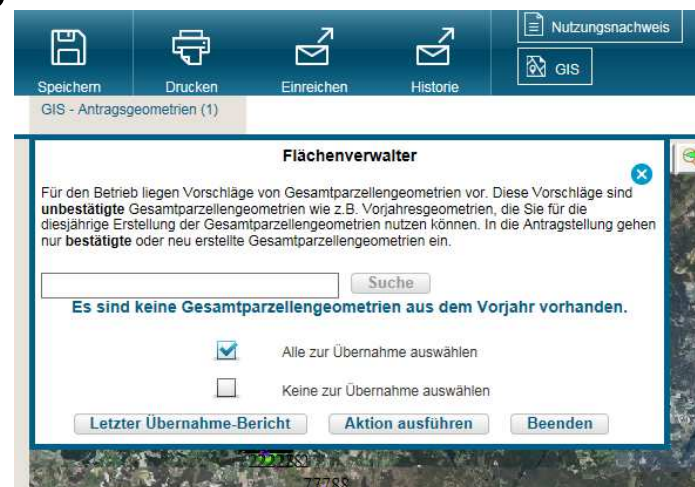 Nutzungsnachweis
GIS
Speichern
Drucken
Einreichen
Historie
GIS - Antragsgeometrien (1)
Flächenverwalter
Für den Betrieb liegen Vorschläge von Gesamtparzellengeometrien vor. Diese Vorschläge sind
unbestätigte Gesamtparzellengeometrien wie z.B. Vorjahresgeometrien, die Sie für die
diesjährige Erstellung der Gesamtparzellengeometrien nutzen können. In die Antragstellung gehen
nur bestätigte oder neu erstellte Gesamtparzellengeometrien ein.
Suche
Es sind keine Gesamtparzellengeometrien aus dem Vorjahr vorhanden.
Alle zur Übernahme auswählen
Keine zur Übernahme auswählen
Letzter Übernahme-Bericht
Aktion ausführen
Beenden
77788